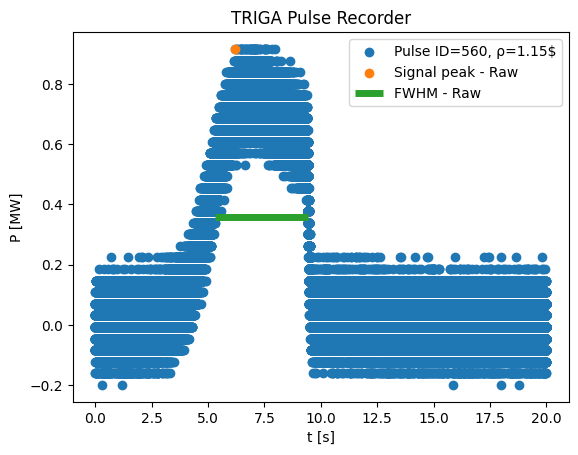 TRIGA Pulse Recorder
Pulse ID=560, ρ=1.15$
Signal peak - Raw
FWHM - Raw
P [MW]
0.8
0.6
0.4
0.2
0.0
−0.2
0.0 2.5 5.0 7.5 10.0 12.5 15.0 17.5 20.0
t [s]